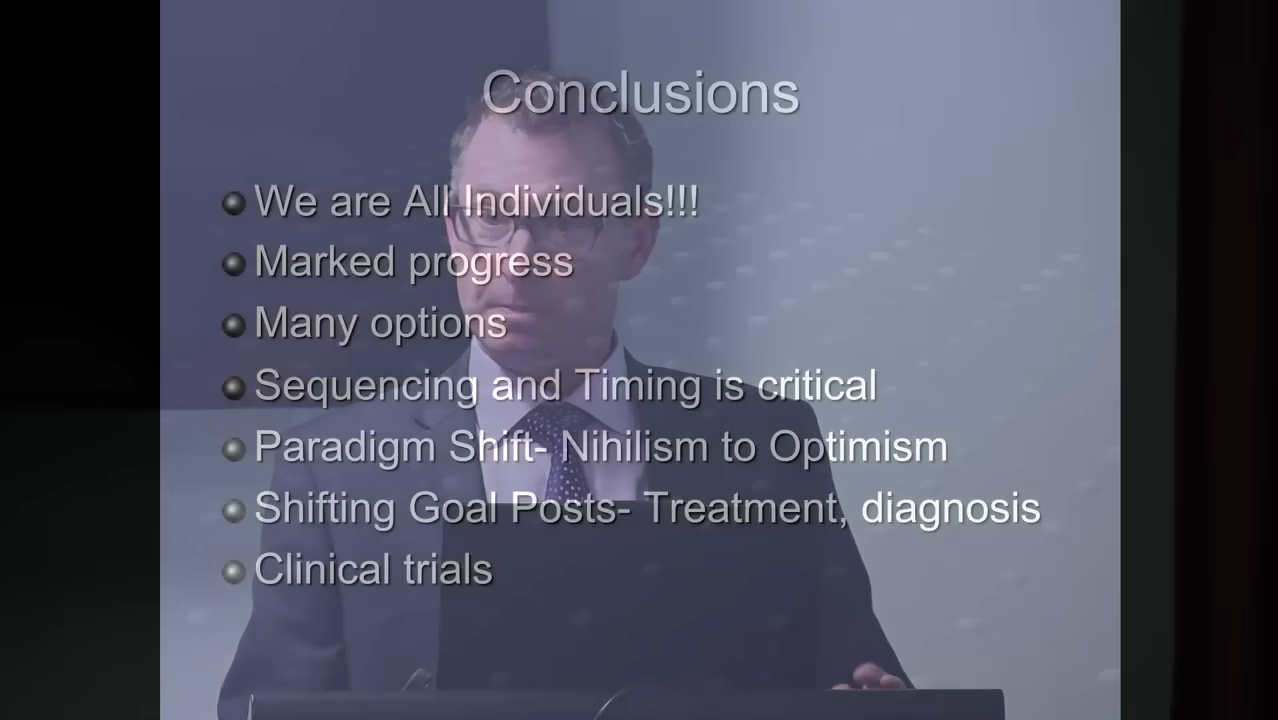 Conclusions
We are All Individuals!!!
Marked progress
Many options
Sequencing and Timing is critical
Paradigm Shift- Nihilism to Optimism
Shifting Goal Posts- Treatment, diagnosis
Clinical trials